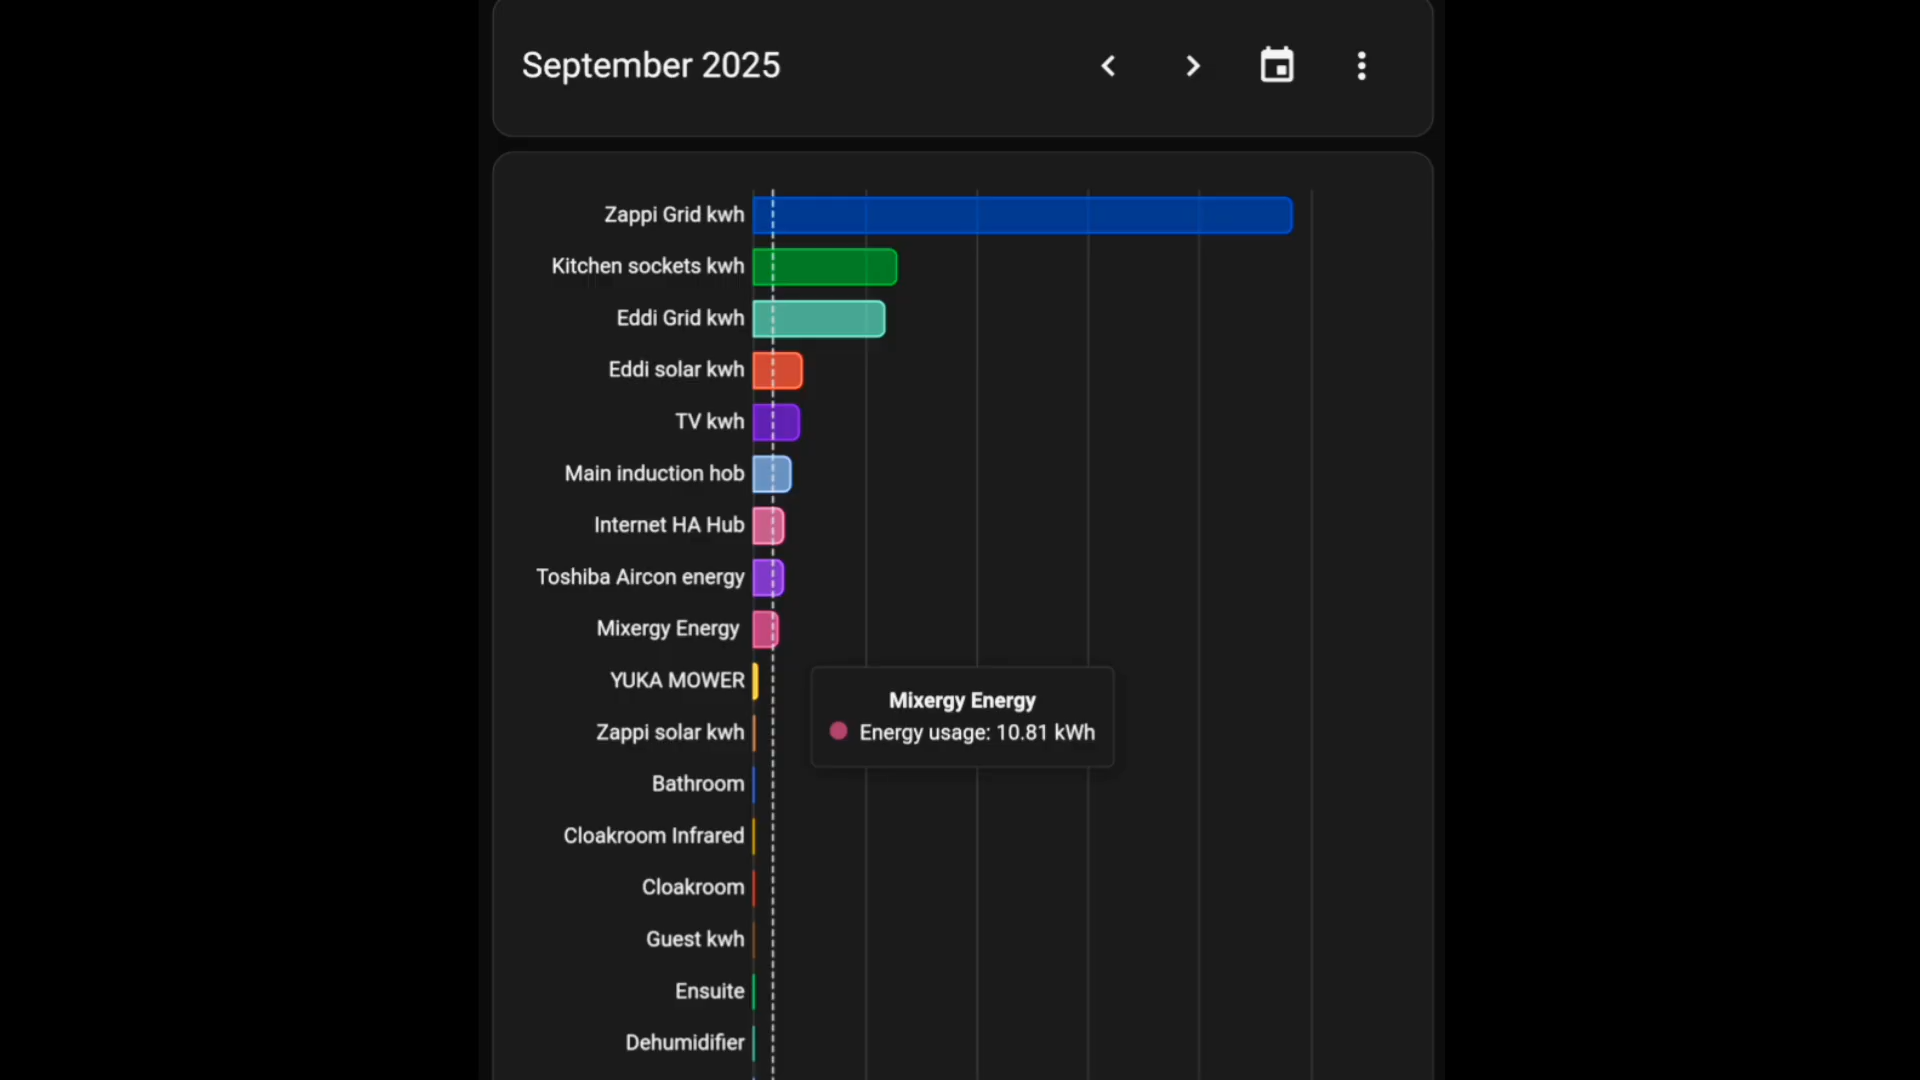 September 2025
Zappi Grid kwh
Kitchen sockets kwh
Eddi Grid kwh
Eddi solar kwh
TV kwh
Main induction hob
Internet HA Hub
Toshiba Aircon energy
Mixergy Energy
YUKA MOWER
Mixergy Energy
Energy usage: 10.81 kWh
Zappi solar kwh
Bathroom
Cloakroom Infrared
Cloakroom
Guest kwh
Ensuite
Dehumidifier